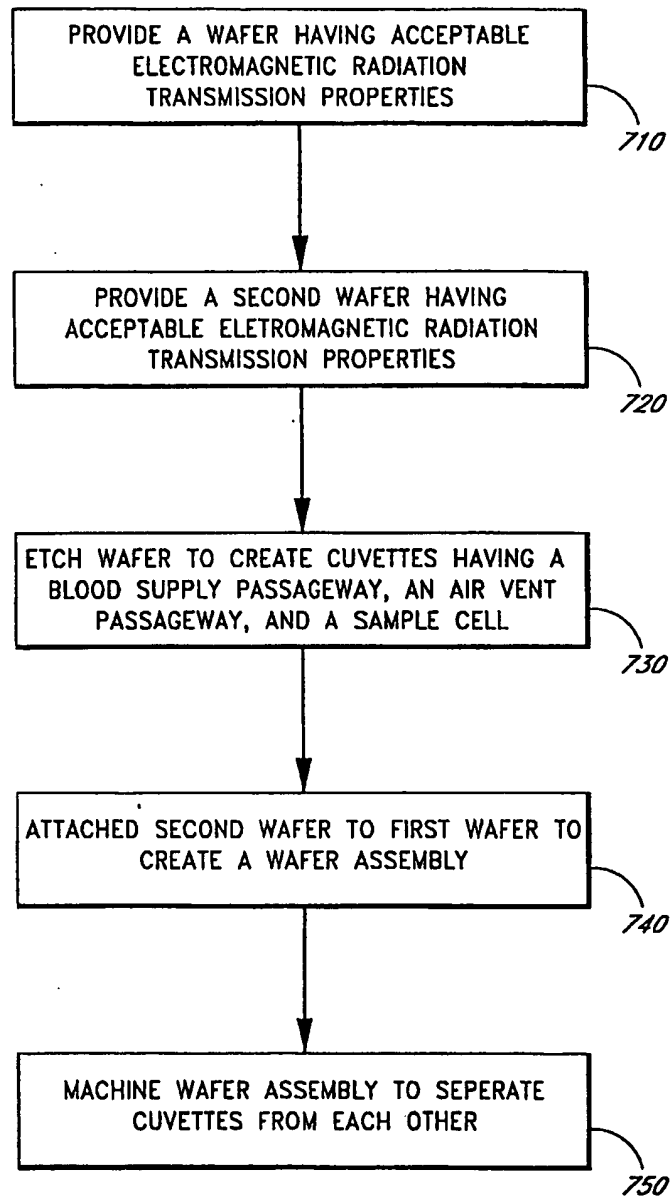 PROVIDE A WAFER HAVING ACCEPTABLE
ELECTROMAGNETIC RADIATION
TRANSMISSION PROPERTIES
710
PROVIDE A SECOND WAFER HAVING
ACCEPTABLE ELETROMAGNETIC RADIATION
TRANSMISSION PROPERTIES
720
ETCH WAFER TO CREATE CUVETTES HAVING A
BLOOD SUPPLY PASSAGEWAY, AN AIR VENT
PASSAGEWAY, AND A SAMPLE CELL
730
ATTACHED SECOND WAFER TO FIRST WAFER TO
CREATE A WAFER ASSEMBLY
740
MACHINE WAFER ASSEMBLY TO SEPERATE
CUVETTES FROM EACH OTHER
750